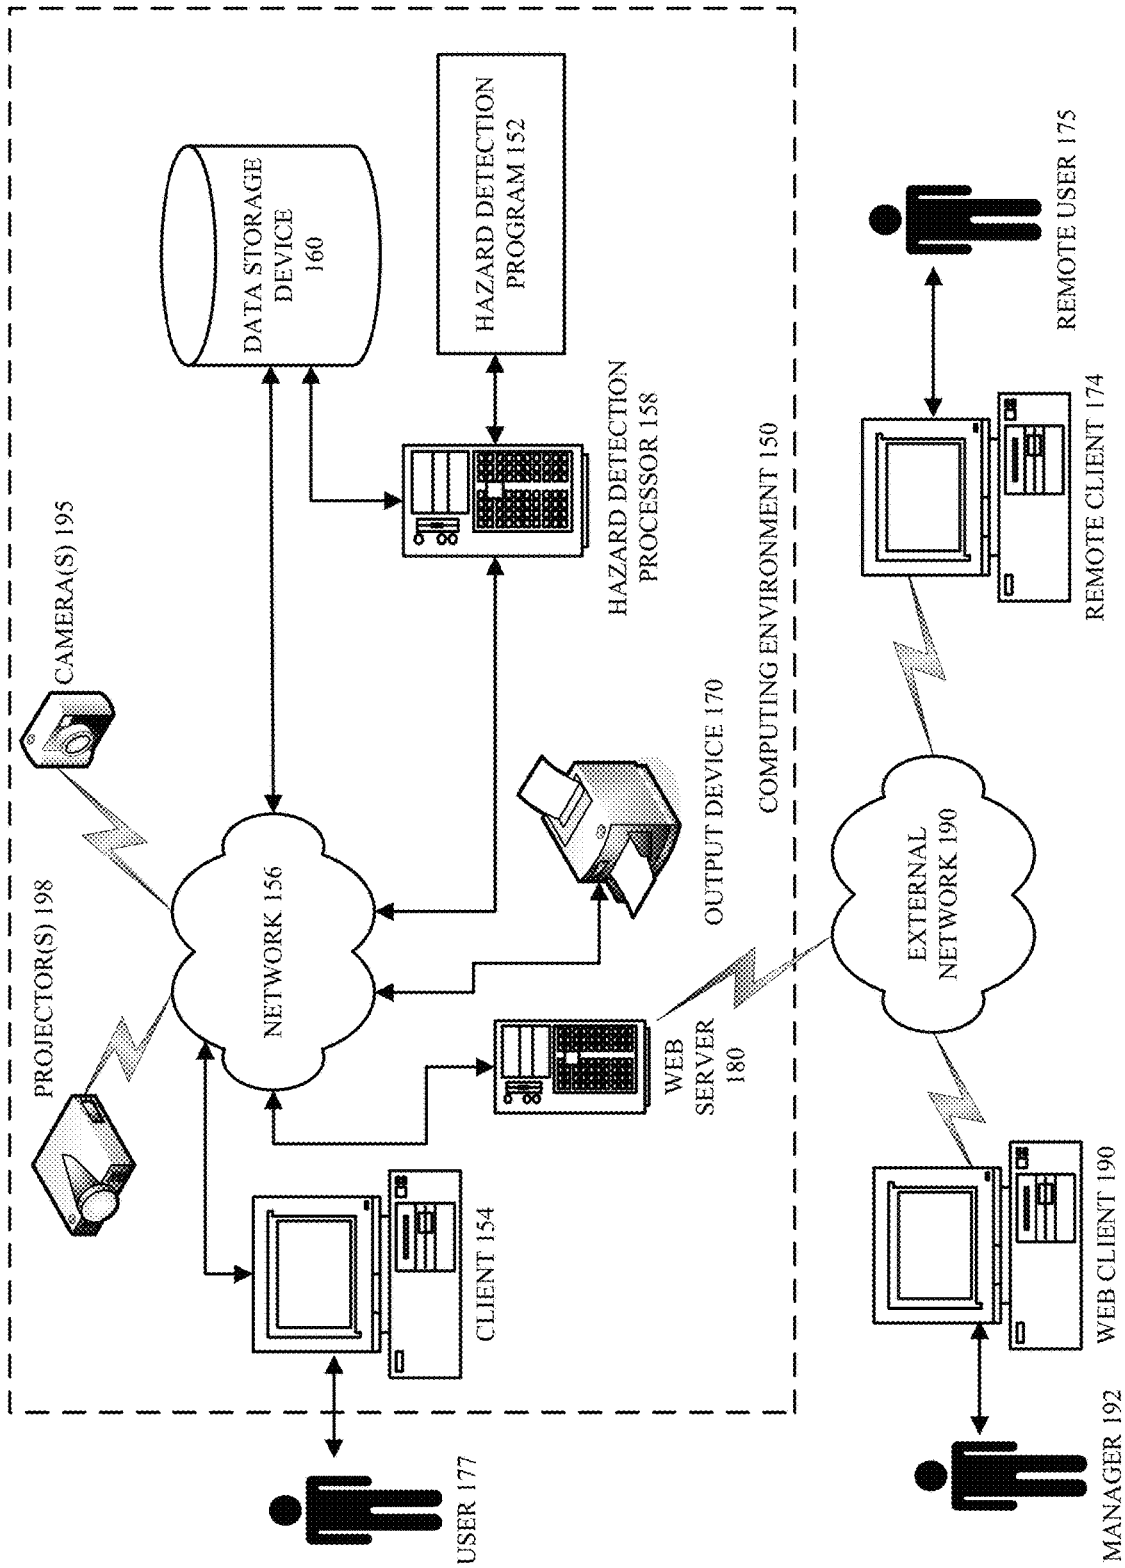 PROJECTOR(S) 198
CAMERA(S) 195
NETWORK 156
DATA STORAGE
DEVICE
160
HAZARD DETECTION
PROGRAM 152
HAZARD DETECTION
PROCESSOR 158
CLIENT 154
USER 177
WEB
SERVER
180
OUTPUT DEVICE 170
COMPUTING ENVIRONMENT 150
EXTERNAL
NETWORK 190
MANAGER 192
WEB CLIENT 190
REMOTE CLIENT 174
REMOTE USER 175